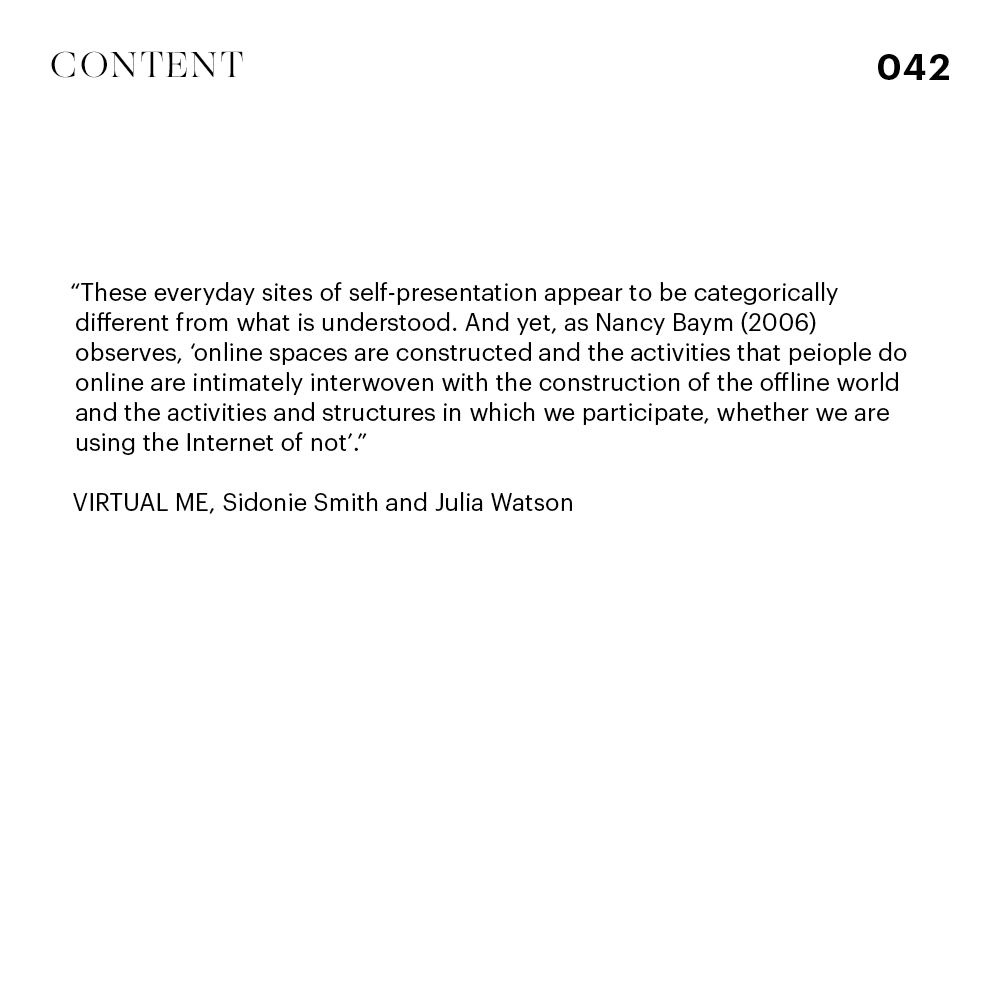 CONTENT
042
“These everyday sites of self-presentation appear to be categorically
different from what is understood. And yet, as Nancy Baym (2006)
observes, ‘online spaces are constructed and the activities that peiople do
online are intimately interwoven with the construction of the offline world
and the activities and structures in which we participate, whether we are
using the Internet of not’.”
VIRTUAL ME, Sidonie Smith and Julia Watson